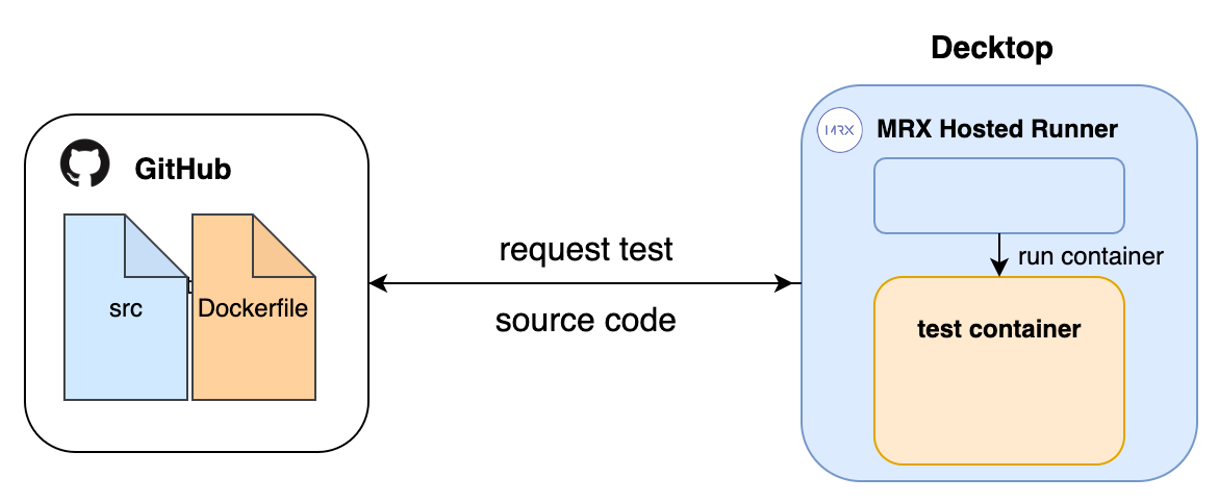 Decktop
MRX
MRX Hosted Runner
GitHub
src
Dockerfile
request test
source code
run container
test container